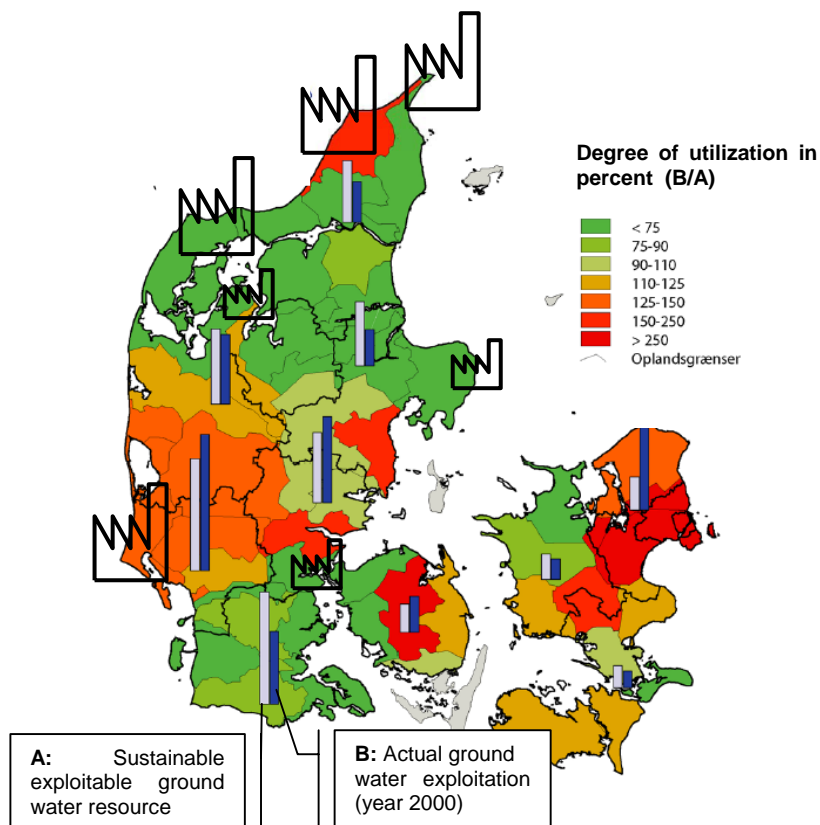 Degree of utilization in
percent (B/A)
< 75
75-90
90-110
110-125
125-150
150-250
> 250
Oplandsgrænser
A: Sustainable
exploitable ground
water resource
B: Actual ground
water exploitation
(year 2000)